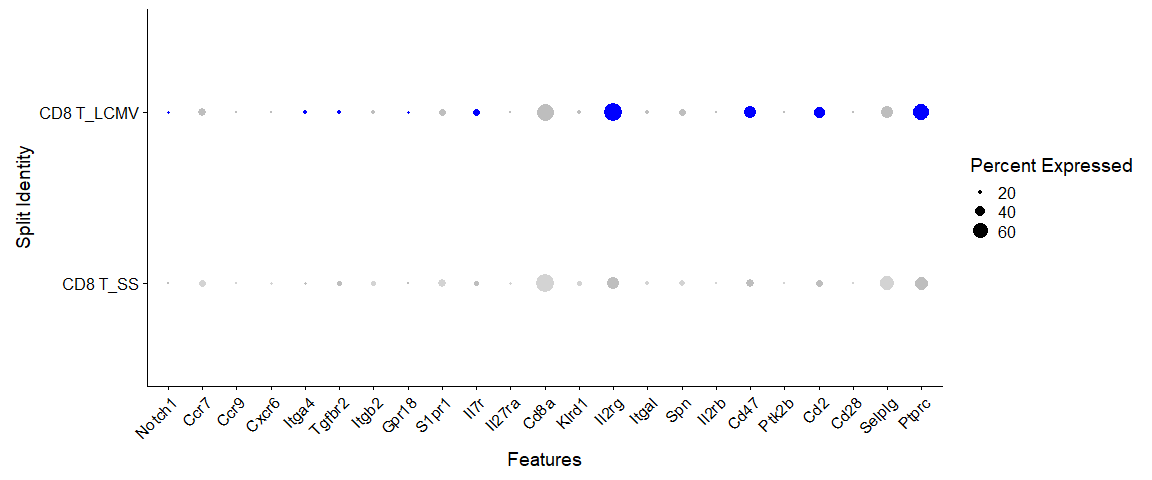 CD8 T_LCMV
CD8 T_SS
Split Identity
Notch1
Ccr7
Ccr9
Cxcr6
Itga4
Tgfbr2
Itgb2
Gpr18
S1pr1
Il7r
Il27ra
Cd8a
Klrd1
Il2rg
Itgal
Spn
Il2rb
Cd47
Ptk2b
Cd2
Cd28
Selplg
Ptprc
Features
Percent Expressed
20
40
60